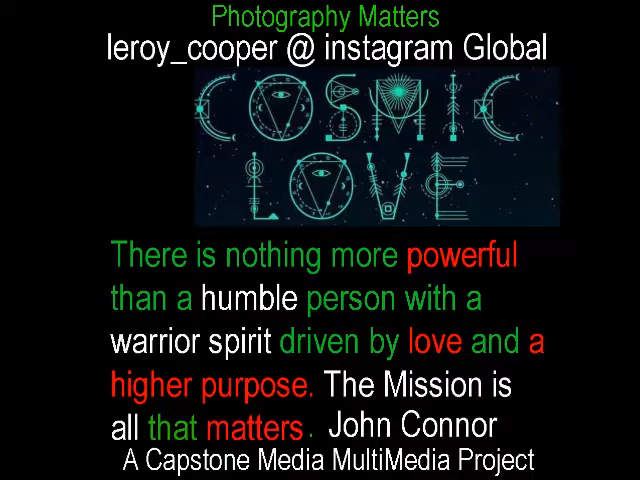 Photography Matters
leroy_cooper @ instagram Global
COSMIC
LOVE
There is nothing more powerful
than a humble person with a
warrior spirit driven by love and a
higher purpose. The Mission is
all that matters. John Connor
A Capstone Media MultiMedia Project